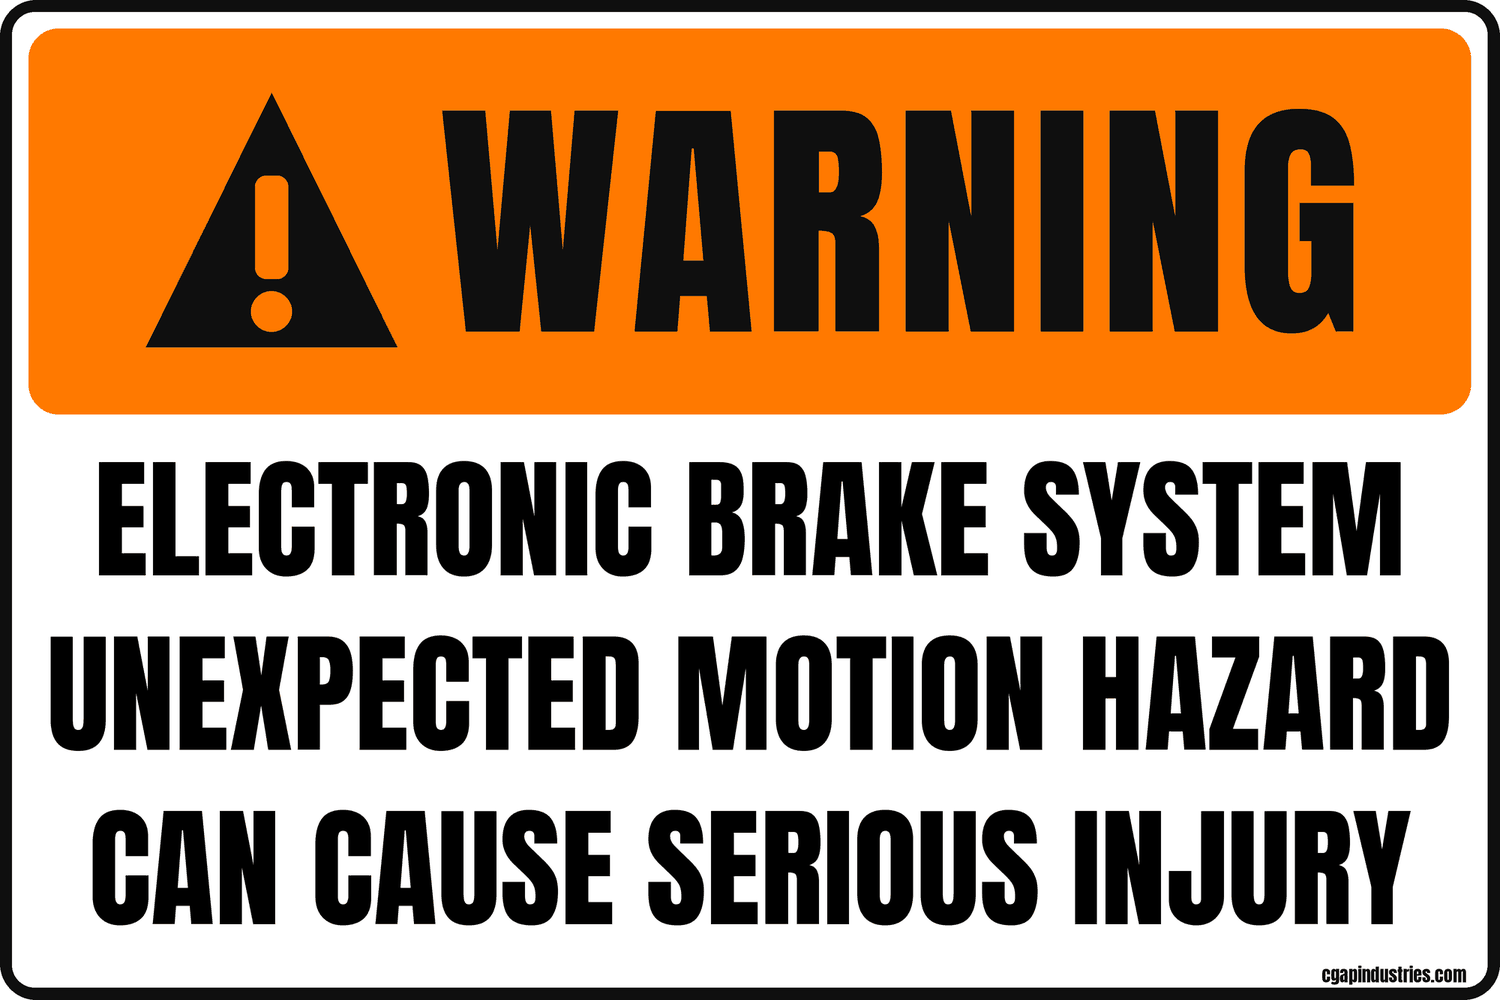 WARNING
ELECTRONIC BRAKE SYSTEM
UNEXPECTED MOTION HAZARD
CAN CAUSE SERIOUS INJURY
cgapindustries.com